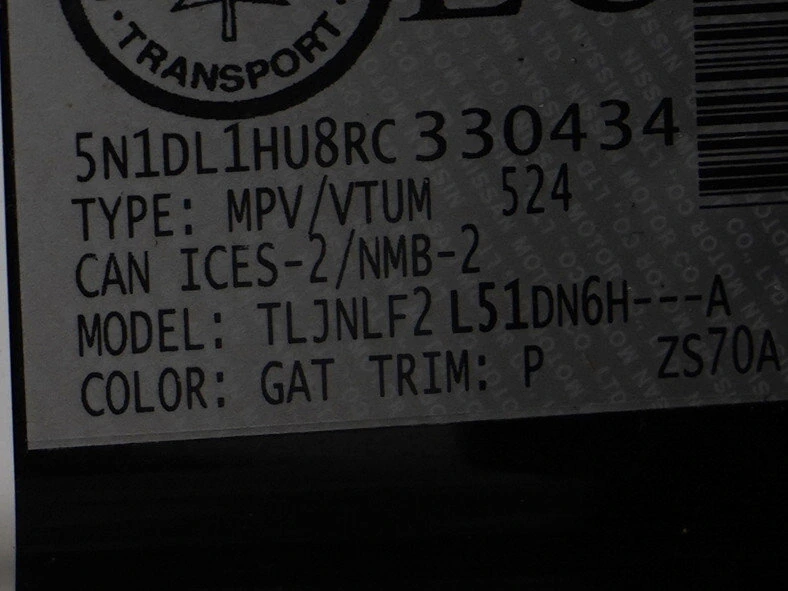 · TRANSPORT ·
5N1DL1HU8RC 330434
TYPE: MPV/VTUM 524
CAN ICES-2/NMB-2
MODEL: TLJNLF2 L51DN6H---A
COLOR: GAT TRIM: P ZS70A